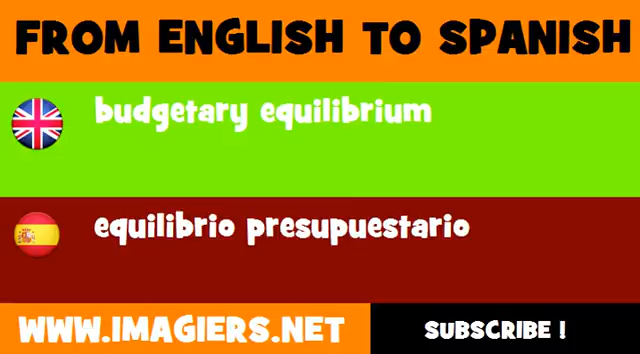 FROM ENGLISH TO SPANISH
budgetary equilibrium
equilibrio presupuestario
WWW.IMAGIERS.NET
SUBSCRIBE !